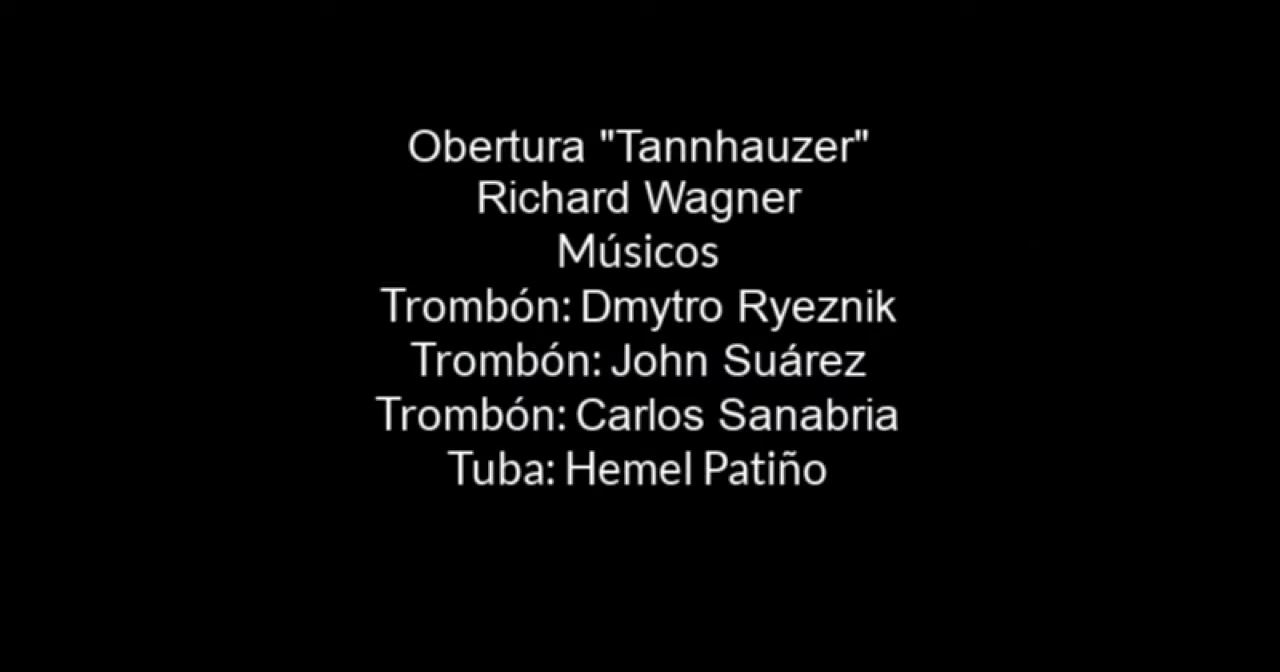 Obertura "Tannhauzer"
Richard Wagner
Músicos
Trombón: Dmytro Ryeznik
Trombón: John Suárez
Trombón: Carlos Sanabria
Tuba: Hemel Patiño